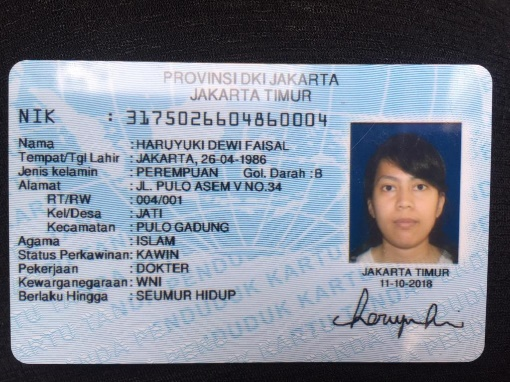 PROVINSI DKI JAKARTA
JAKARTA TIMUR
NIK : 3175026604860004
Nama : HARUYUKI DEWI FAISAL
Tempat/Tgl Lahir : JAKARTA, 26-04-1986
Jenis kelamin : PEREMPUAN Gol. Darah :B
Alamat : JL. PULO ASEM V NO.34
RT/RW : 004/001
Kel/Desa : JATI
Kecamatan : PULO GADUNG
Agama : ISLAM
Status Perkawinan: KAWIN
Pekerjaan : DOKTER
Kewarganegaraan: WNI
Berlaku Hingga : SEUMUR HIDUP
JAKARTA TIMUR
11-10-2018